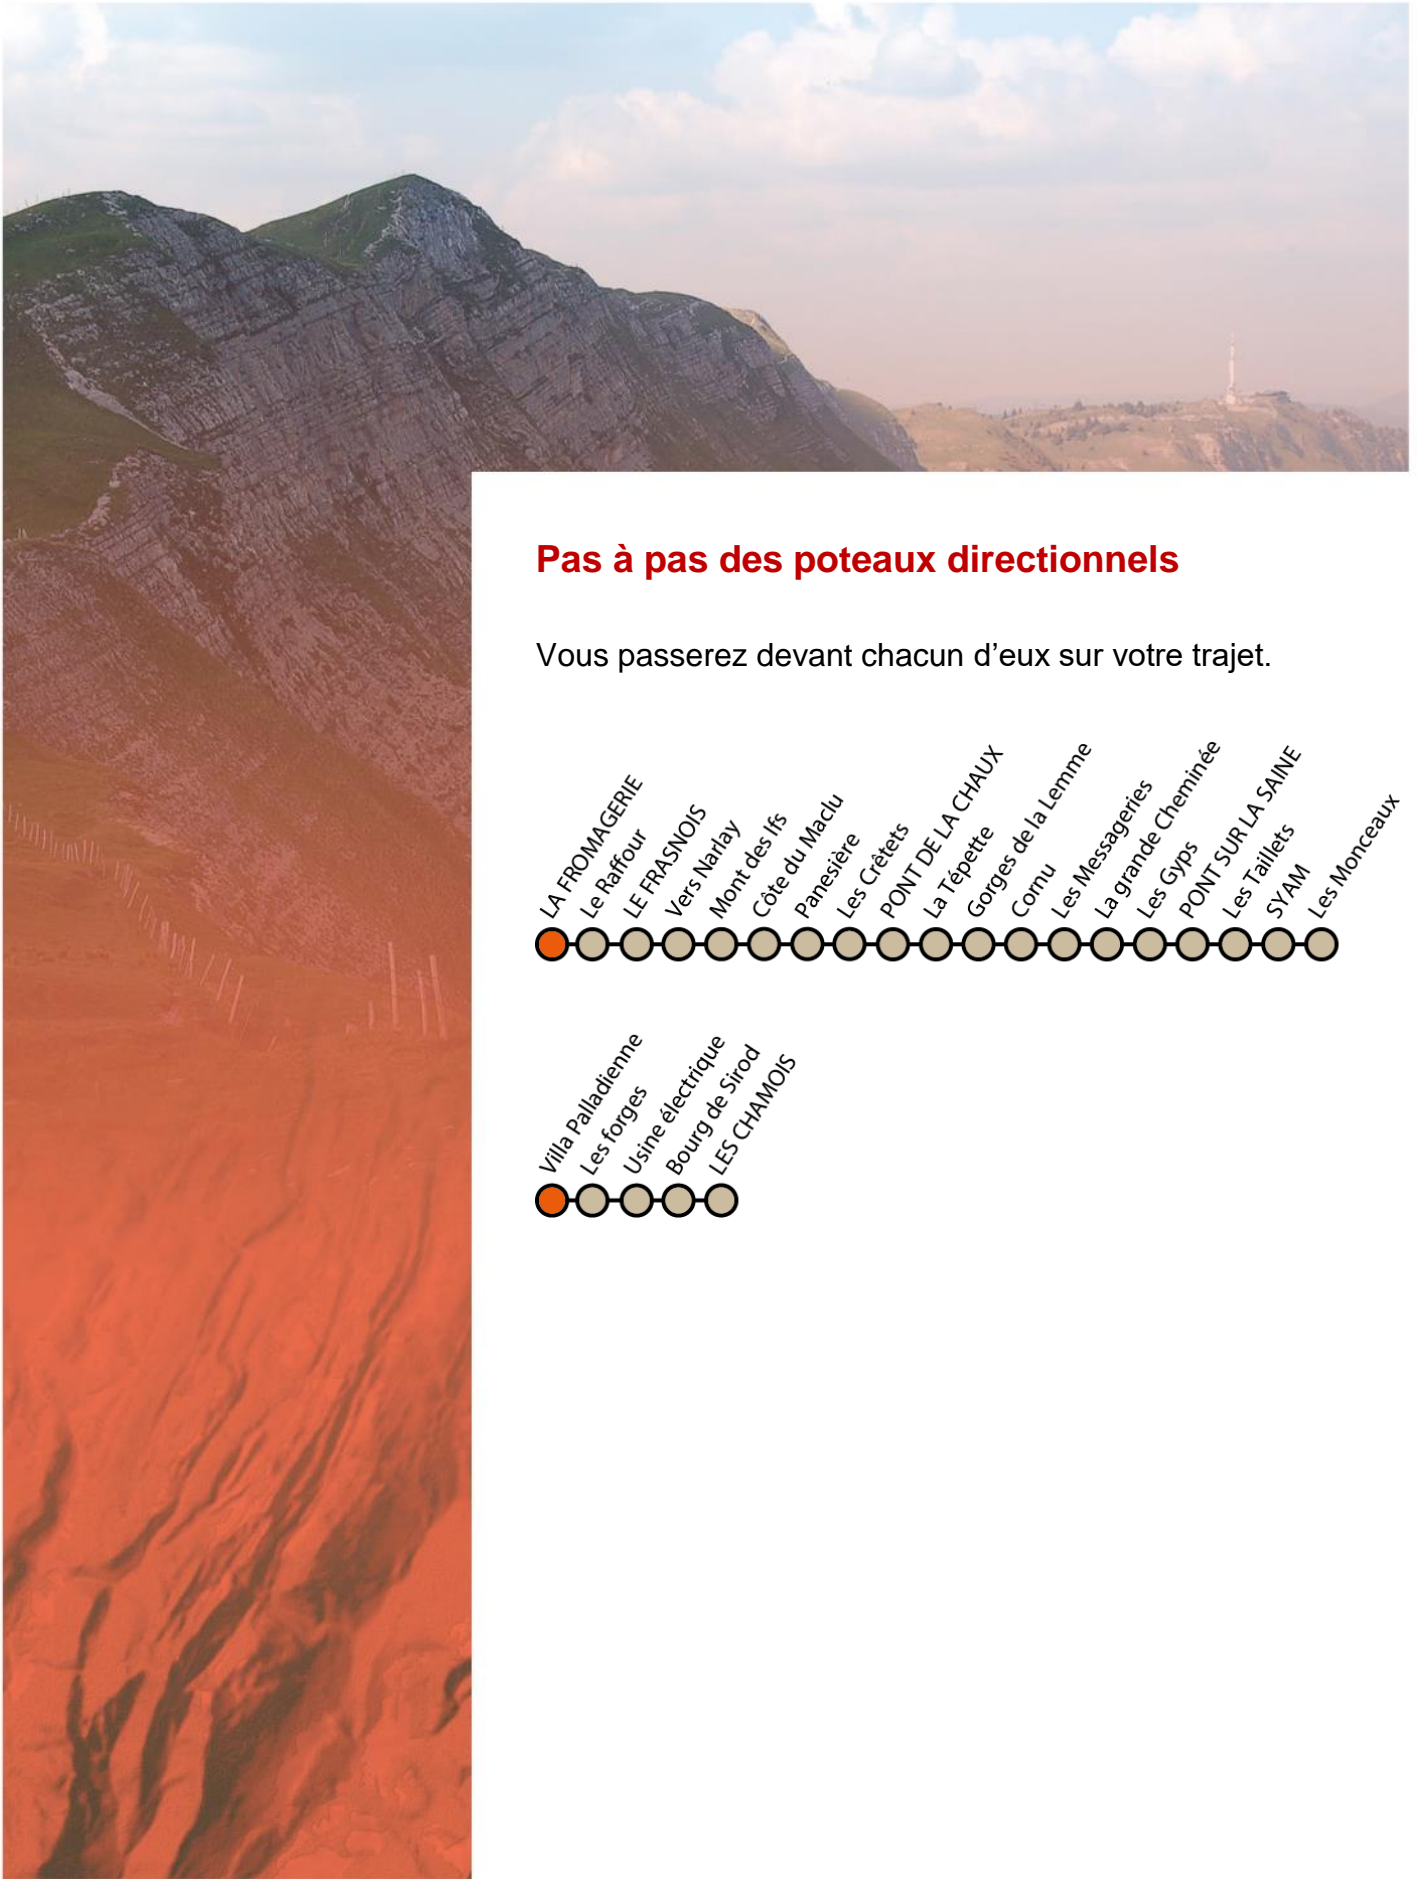 Pas à pas des poteaux directionnels
Vous passerez devant chacun d'eux sur votre trajet.
LA FROMAGERIE
Le Raffour
LE FRASNOIS
Vers Narlay
Mont des Ifs
Côte du Maclu
Panesière
Les Crêtets
PONT DE LA CHAUX
La Tépette
Gorges de la Lemme
Cornu
Les Messageries
La grande Cheminée
Les Gyps
PONT SUR LA SAINE
Les Taillets
SYAM
Les Monceaux
Villa Palladienne
Les forges
Usine électrique
Bourg de Sirod
LES CHAMOIS